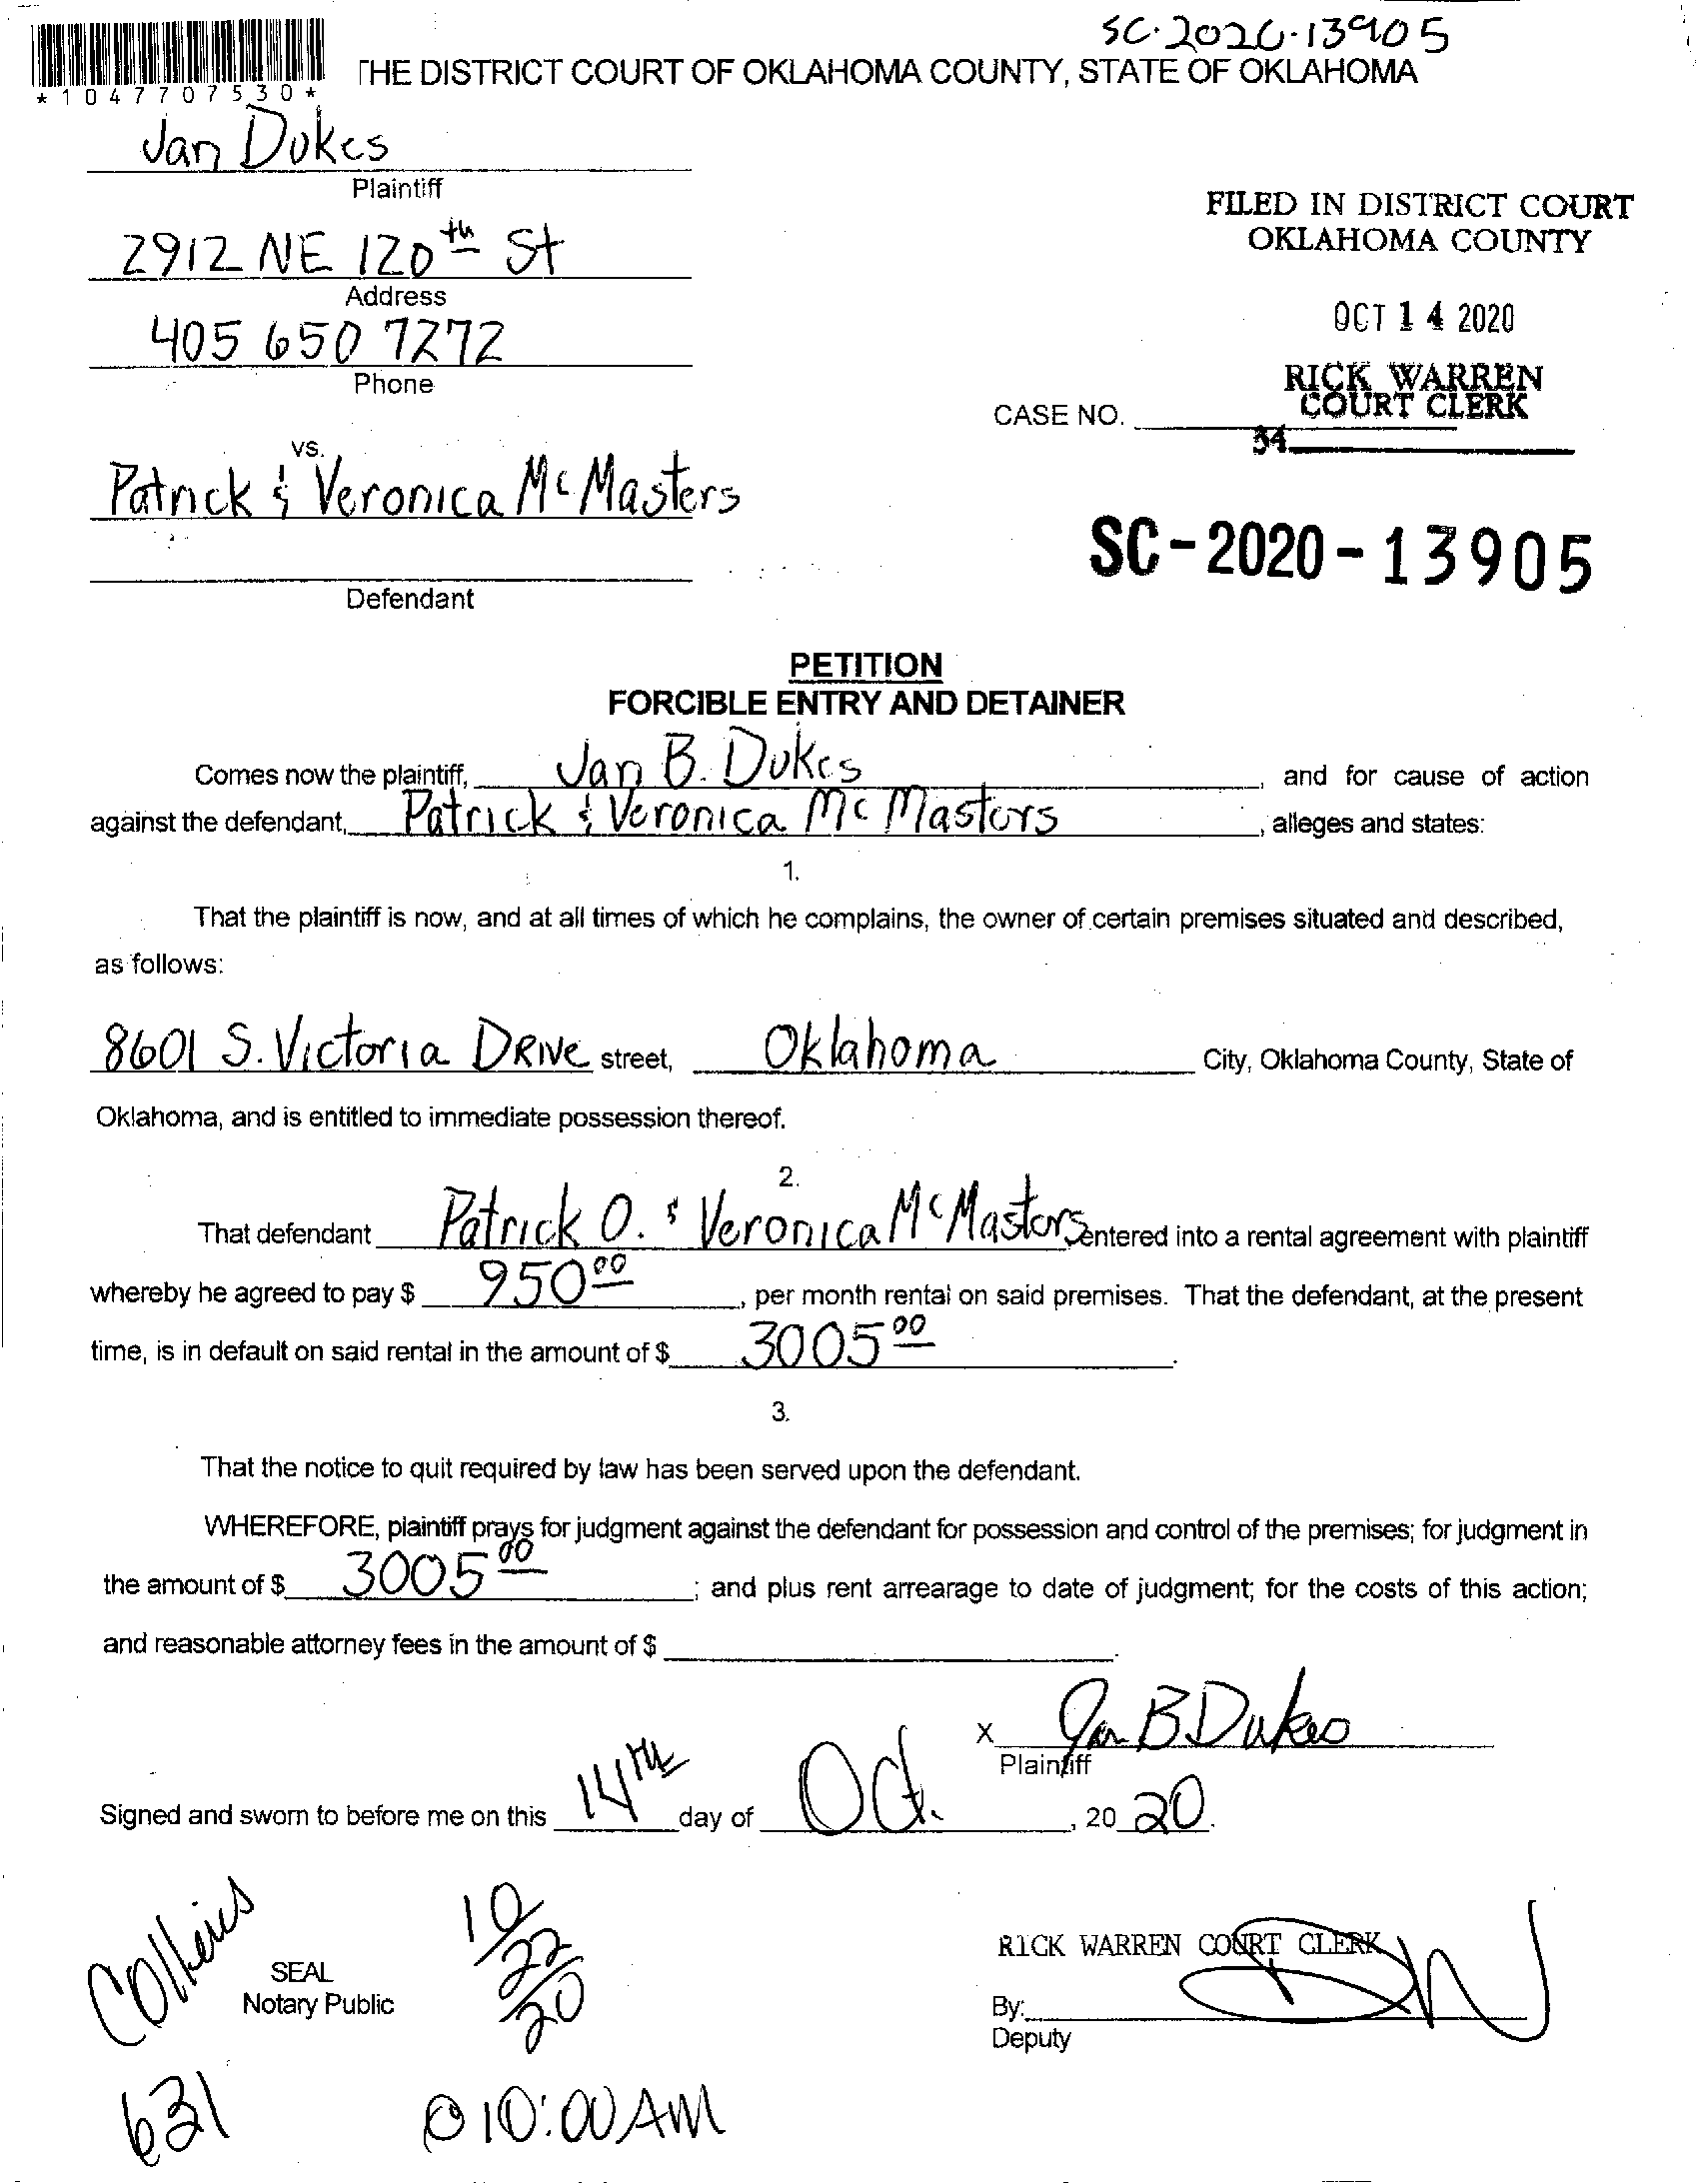 SC-2020-13905
THE DISTRICT COURT OF OKLAHOMA COUNTY, STATE OF OKLAHOMA
*1047707530*
Jan Dukes
Plaintiff
2912 NE 120th St
Address
405 650 7272
Phone
FILED IN DISTRICT COURT
OKLAHOMA COUNTY
OCT 14 2020
RICK WARREN
COURT CLERK
CASE NO.
34
vs.
Patrick & Veronica McMasters
Defendant
SC-2020-13905
PETITION
FORCIBLE ENTRY AND DETAINER
Comes now the plaintiff, Jan B. Dukes, and for cause of action
against the defendant, Patrick & Veronica McMasters, alleges and states:
1.
That the plaintiff is now, and at all times of which he complains, the owner of certain premises situated and described,
as follows:
8601 S. Victoria DRIVE street, Oklahoma City, Oklahoma County, State of
Oklahoma, and is entitled to immediate possession thereof.
2.
That defendant Patrick O. & Veronica McMasters entered into a rental agreement with plaintiff
whereby he agreed to pay $ 950.00, per month rental on said premises. That the defendant, at the present
time, is in default on said rental in the amount of $ 3005.00.
3.
That the notice to quit required by law has been served upon the defendant.
WHEREFORE, plaintiff prays for judgment against the defendant for possession and control of the premises; for judgment in
the amount of $ 3005.00; and plus rent arrearage to date of judgment; for the costs of this action;
and reasonable attorney fees in the amount of $
X Jan B Dukes
Plaintiff
Signed and sworn to before me on this 14TH day of Oct., 20 20.
Collins
10/22/20
SEAL
Notary Public
RICK WARREN COURT CLERK
By:
Deputy
631
@ 10:00 AM